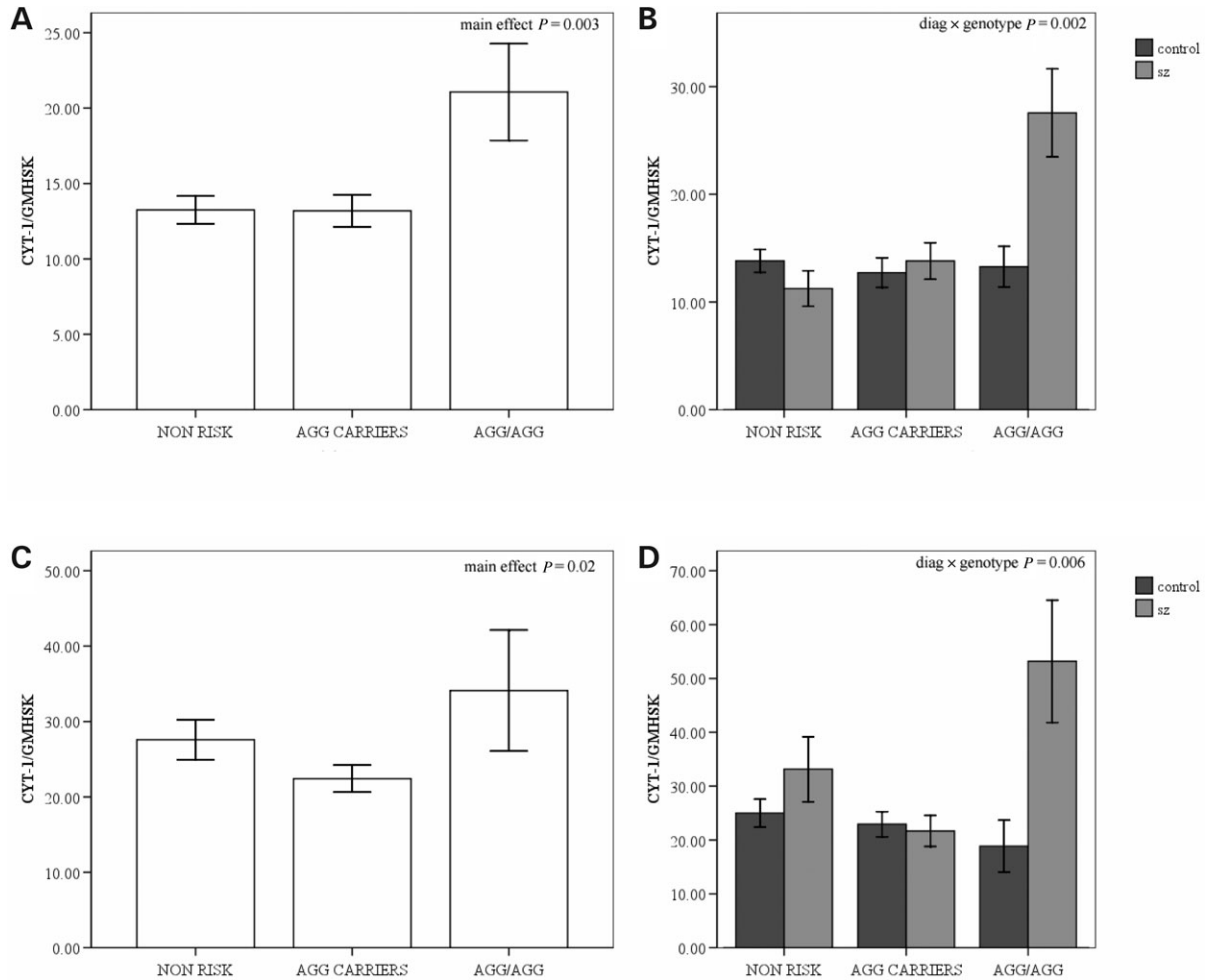 A
main effect P = 0.003
25.00
20.00
15.00
10.00
5.00
0.00
CYT-1/GMHSK
NON RISK
AGG CARRIERS
AGG/AGG
B
diag × genotype P = 0.002
30.00
20.00
10.00
0.00
CYT-1/GMHSK
NON RISK
AGG CARRIERS
AGG/AGG
control
sz
C
main effect P = 0.02
50.00
40.00
30.00
20.00
10.00
0.00
CYT-1/GMHSK
NON RISK
AGG CARRIERS
AGG/AGG
D
diag × genotype P = 0.006
70.00
60.00
50.00
40.00
30.00
20.00
10.00
0.00
CYT-1/GMHSK
NON RISK
AGG CARRIERS
AGG/AGG
control
sz